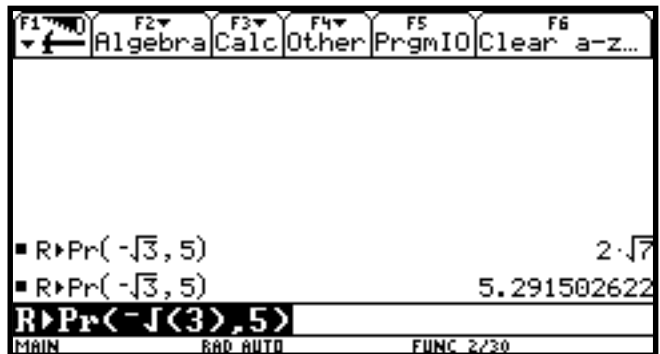 F1 F2 F3 F4 F5 F6
Algebra Calc Other PrgmIO Clear a-z…
▪ R▶Pr(⁻√3, 5) 2·√7
▪ R▶Pr(⁻√3, 5) 5.291502622
R▶Pr(⁻√(3),5)
MAIN RAD AUTO FUNC 2/30